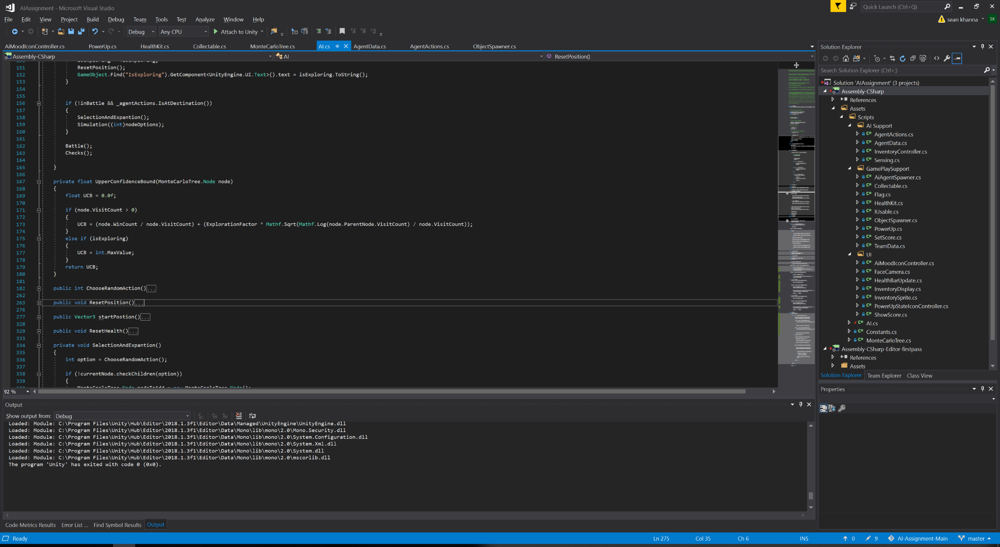 AIAssignment - Microsoft Visual Studio
Quick Launch (Ctrl+Q)
File Edit View Project Build Debug Team Tools Test Analyze Window Help
sean khanna SK
Debug Any CPU Attach to Unity
AiMoodIconController.cs PowerUp.cs HealthKit.cs Collectable.cs MonteCarloTree.cs AI.cs AgentData.cs AgentActions.cs ObjectSpawner.cs
Assembly-CSharp AI ResetPosition()
151 ResetPosition();
152 GameObject.Find("IsExploring").GetComponent<UnityEngine.UI.Text>().text = isExploring.ToString();
153 }
154
155
156 if (!inBattle && _agentActions.IsAtDestination())
157 {
158 SelectionAndExpantion();
159 Simulation((int)nodeOptions);
160 }
161
162 Battle();
163 Checks();
164
165 }
166
167 private float UpperConfidenceBound(MonteCarloTree.Node node)
168 {
169 float UCB = 0.0f;
170
171 if (node.VisitCount > 0)
172 {
173 UCB = (node.WinCount / node.VisitCount) + (ExplorationFactor * Mathf.Sqrt(Mathf.Log(node.ParentNode.VisitCount) / node.VisitCount));
174 }
175 else if (isExploring)
176 {
177 UCB = int.MaxValue;
178 }
179 return UCB;
180 }
181
182 public int ChooseRandomAction()...
262
263 public void ResetPosition()...
276
277 public Vector3 startPostion()...
328
329 public void ResetHealth()...
333
334 private void SelectionAndExpantion()
335 {
336 int option = ChooseRandomAction();
337
338 if (!currentNode.checkChildren(option))
339 {
92 %
Output
Show output from: Debug
Loaded: Module: C:\Program Files\Unity\Hub\Editor\2018.1.3f1\Editor\Data\Managed\UnityEngine\UnityEngine.dll
Loaded: Module: C:\Program Files\Unity\Hub\Editor\2018.1.3f1\Editor\Data\Mono\lib\mono\2.0\Mono.Security.dll
Loaded: Module: C:\Program Files\Unity\Hub\Editor\2018.1.3f1\Editor\Data\Mono\lib\mono\2.0\System.Configuration.dll
Loaded: Module: C:\Program Files\Unity\Hub\Editor\2018.1.3f1\Editor\Data\Mono\lib\mono\2.0\System.Xml.dll
Loaded: Module: C:\Program Files\Unity\Hub\Editor\2018.1.3f1\Editor\Data\Mono\lib\mono\2.0\System.dll
Loaded: Module: C:\Program Files\Unity\Hub\Editor\2018.1.3f1\Editor\Data\Mono\lib\mono\2.0\mscorlib.dll
The program 'Unity' has exited with code 0 (0x0).
Code Metrics Results Error List ... Find Symbol Results Output
Solution Explorer
Search Solution Explorer (Ctrl+;)
Solution 'AIAssignment' (3 projects)
Assembly-CSharp
References
Assets
Scripts
AI Support
C# AgentActions.cs
C# AgentData.cs
C# InventoryController.cs
C# Sensing.cs
GamePlaySupport
C# AiAgentSpawner.cs
C# Collectable.cs
C# Flag.cs
C# HealthKit.cs
C# IUsable.cs
C# ObjectSpawner.cs
C# PowerUp.cs
C# SetScore.cs
C# TeamData.cs
UI
C# AiMoodIconController.cs
C# FaceCamera.cs
C# HealthBarUpdate.cs
C# InventoryDisplay.cs
C# InventorySprite.cs
C# PowerUpStateIconController.cs
C# ShowScore.cs
C# AI.cs
C# Constants.cs
C# MonteCarloTree.cs
Assembly-CSharp-Editor-firstpass
References
Assets
Solution Explorer Team Explorer Class View
Properties
Ready Ln 275 Col 35 Ch 6 INS 0 9 AI-Assignment-Main master